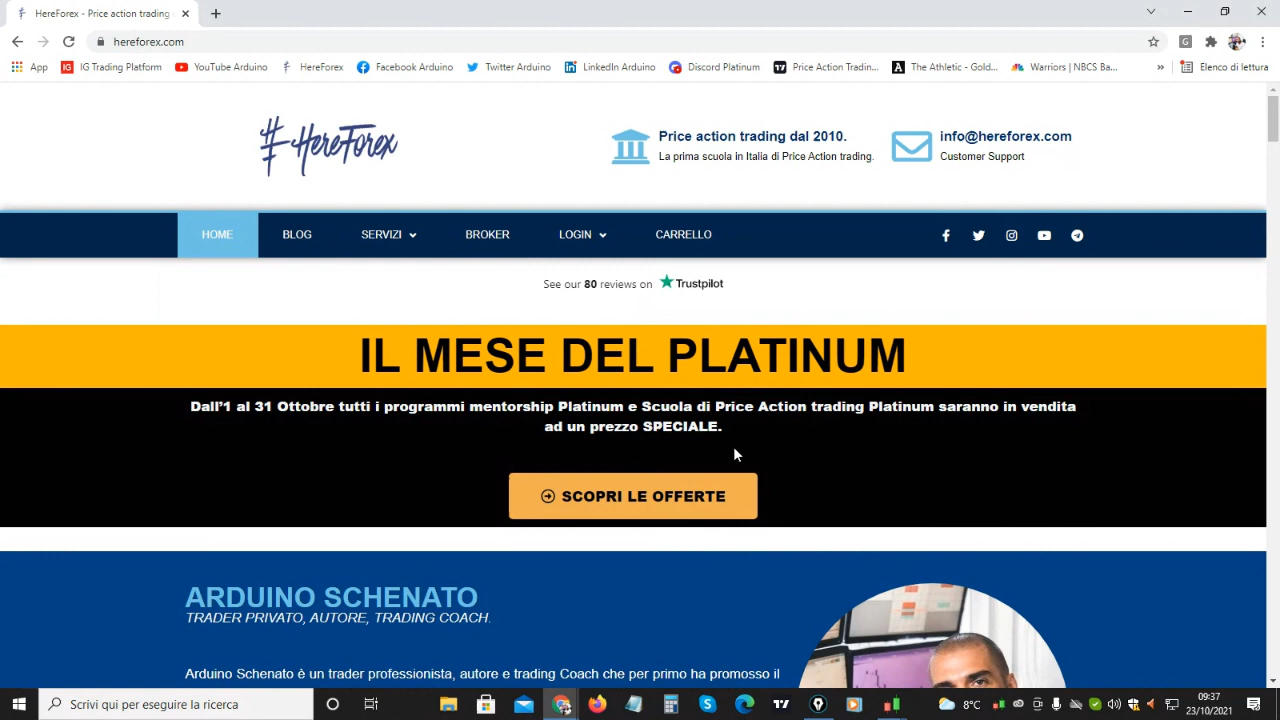 HereForex - Price action trading
hereforex.com
App
IG Trading Platform
YouTube Arduino
HereForex
Facebook Arduino
Twitter Arduino
LinkedIn Arduino
Discord Platinum
Price Action Tradin...
The Athletic - Gold...
Warriors | NBCS Ba...
»
Elenco di lettura
#HereForex
Price action trading dal 2010.
La prima scuola in Italia di Price Action trading.
info@hereforex.com
Customer Support
HOME
BLOG
SERVIZI
BROKER
LOGIN
CARRELLO
See our 80 reviews on Trustpilot
IL MESE DEL PLATINUM
Dall'1 al 31 Ottobre tutti i programmi mentorship Platinum e Scuola di Price Action trading Platinum saranno in vendita
ad un prezzo SPECIALE.
SCOPRI LE OFFERTE
ARDUINO SCHENATO
TRADER PRIVATO, AUTORE, TRADING COACH.
Arduino Schenato è un trader professionista, autore e trading Coach che per primo ha promosso il
Scrivi qui per eseguire la ricerca
8°C
09:37
23/10/2021